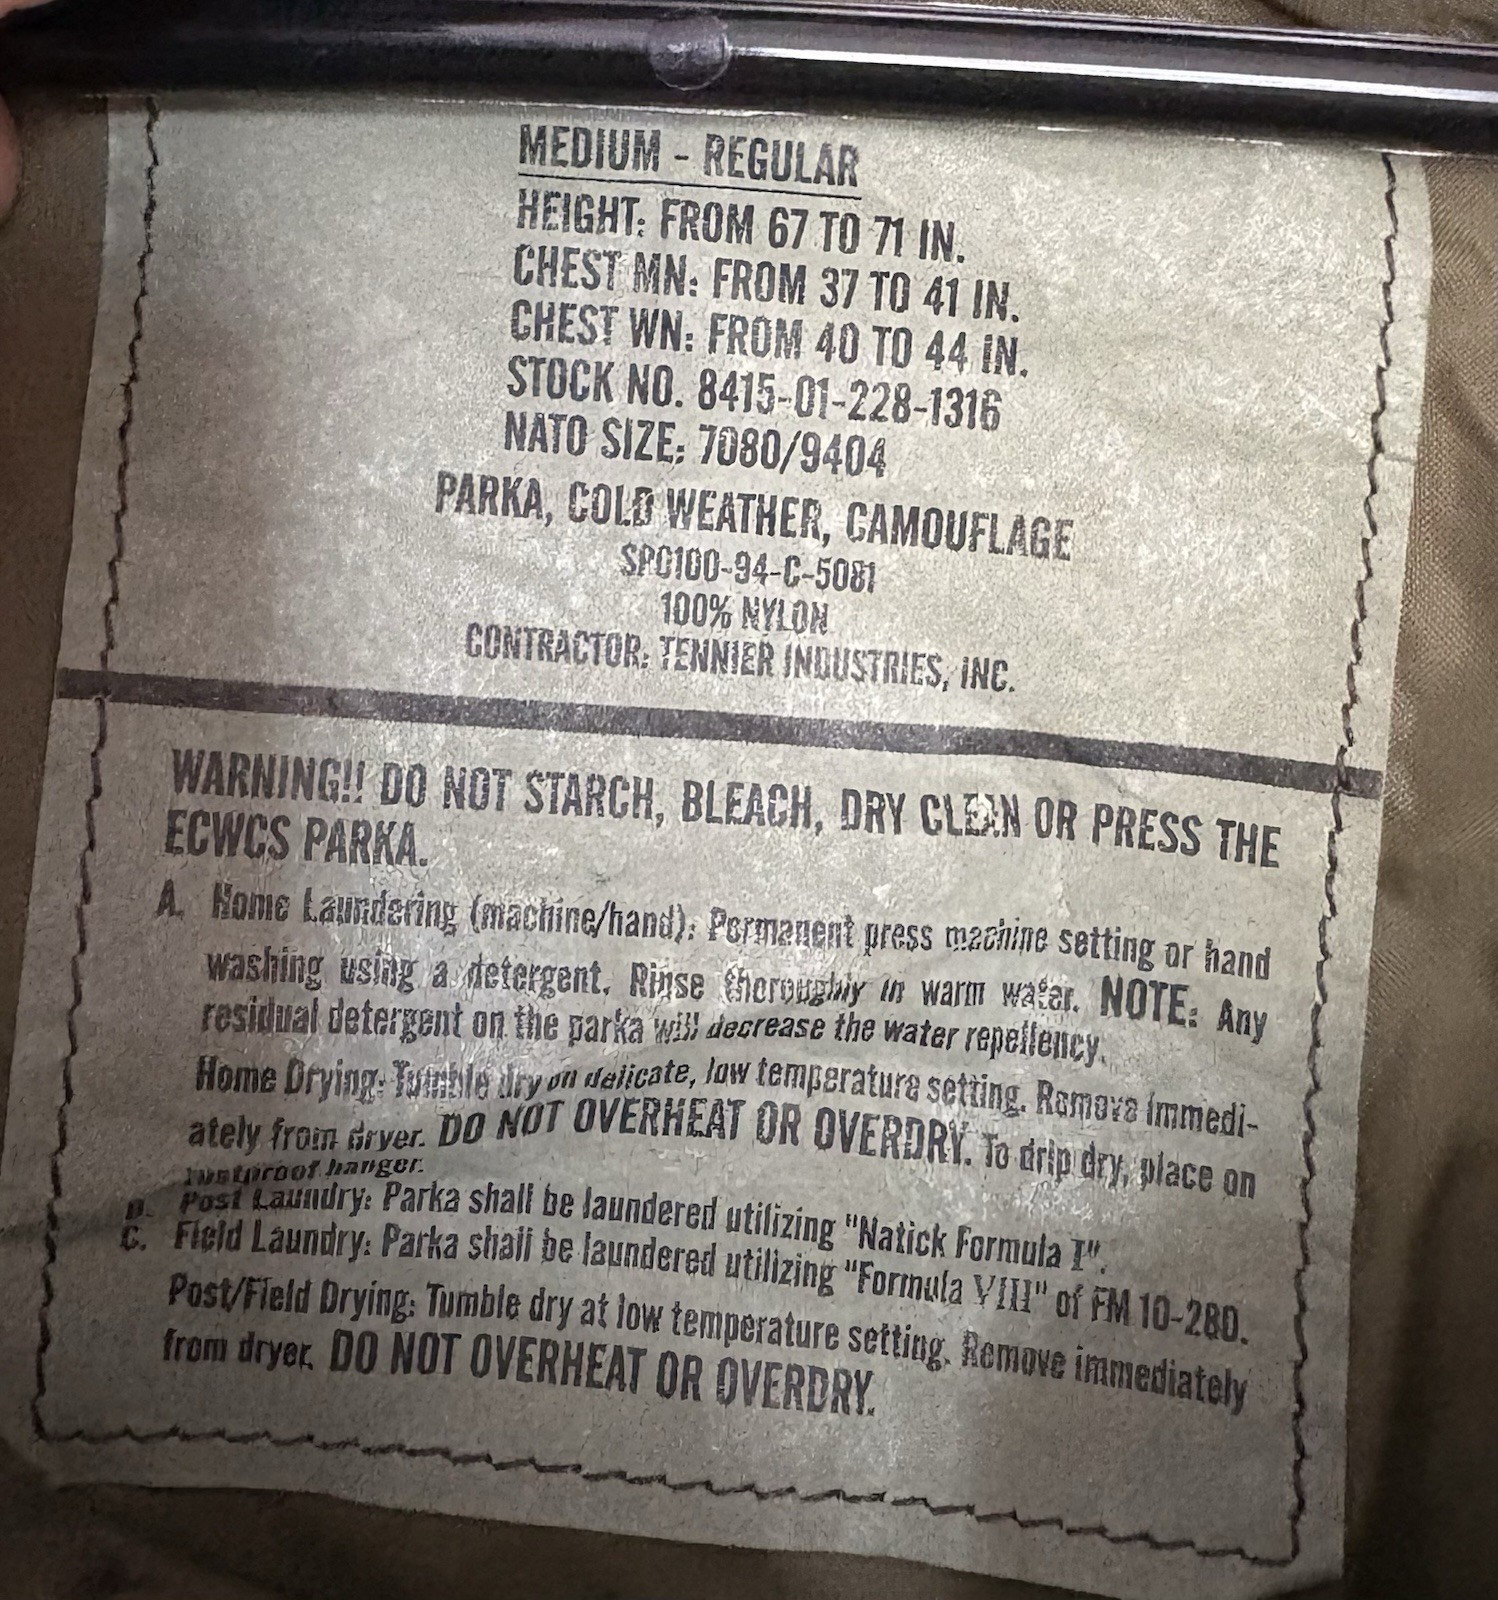 MEDIUM - REGULAR
HEIGHT: FROM 67 TO 71 IN.
CHEST MN: FROM 37 TO 41 IN.
CHEST WN: FROM 40 TO 44 IN.
STOCK NO. 8415-01-228-1316
NATO SIZE: 7080/9404
PARKA, COLD WEATHER, CAMOUFLAGE
SPO100-94-C-5081
100% NYLON
CONTRACTOR: TENNIER INDUSTRIES, INC.
WARNING!! DO NOT STARCH, BLEACH, DRY CLEAN OR PRESS THE
ECWCS PARKA.
A. Home Laundering (machine/hand): Permanent press machine setting or hand
washing using a detergent. Rinse thoroughly in warm water. NOTE: Any
residual detergent on the parka will decrease the water repellency.
Home Drying: Tumble dry on delicate, low temperature setting. Remove immedi-
ately from dryer. DO NOT OVERHEAT OR OVERDRY. To drip dry, place on
rustproof hanger.
B. Post Laundry: Parka shall be laundered utilizing "Natick Formula I".
C. Field Laundry: Parka shall be laundered utilizing "Formula VIII" of FM 10-280.
Post/Field Drying: Tumble dry at low temperature setting. Remove immediately
from dryer. DO NOT OVERHEAT OR OVERDRY.